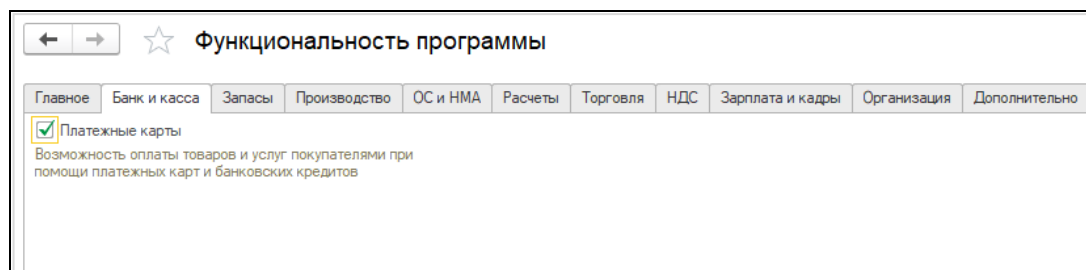 Функциональность программы
Главное Банк и касса Запасы Производство ОС и НМА Расчеты Торговля НДС Зарплата и кадры Организация Дополнительно
Платежные карты
Возможность оплаты товаров и услуг покупателями при
помощи платежных карт и банковских кредитов